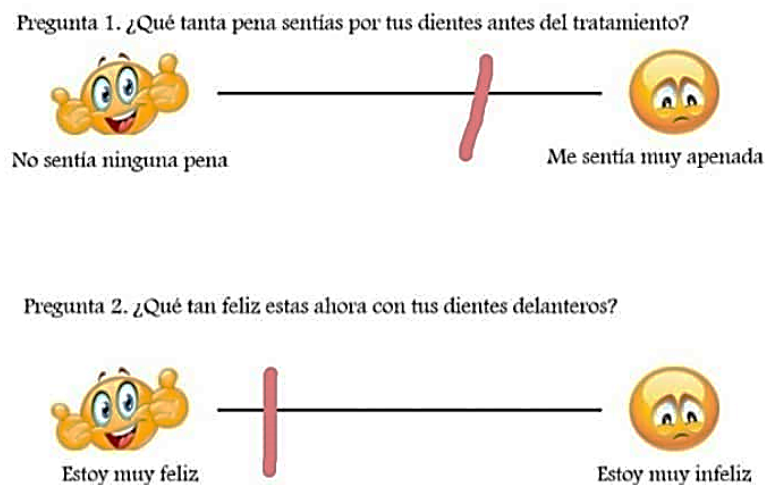 Pregunta 1. ¿Qué tanta pena sentías por tus dientes antes del tratamiento?
No sentía ninguna pena
Me sentía muy apenada
Pregunta 2. ¿Qué tan feliz estas ahora con tus dientes delanteros?
Estoy muy feliz
Estoy muy infeliz